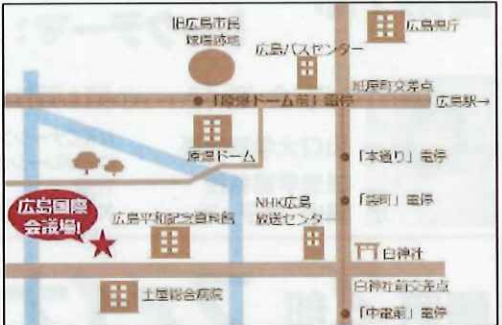 旧広島市民
球場跡地
広島バスセンター
広島県庁
紙屋町交差点
「原爆ドーム前」電停
広島駅→
原爆ドーム
「本通り」電停
広島国際
会議場!
広島平和記念資料館
NHK広島
放送センター
「袋町」電停
白神社
白神社前交差点
土屋総合病院
「中電前」電停